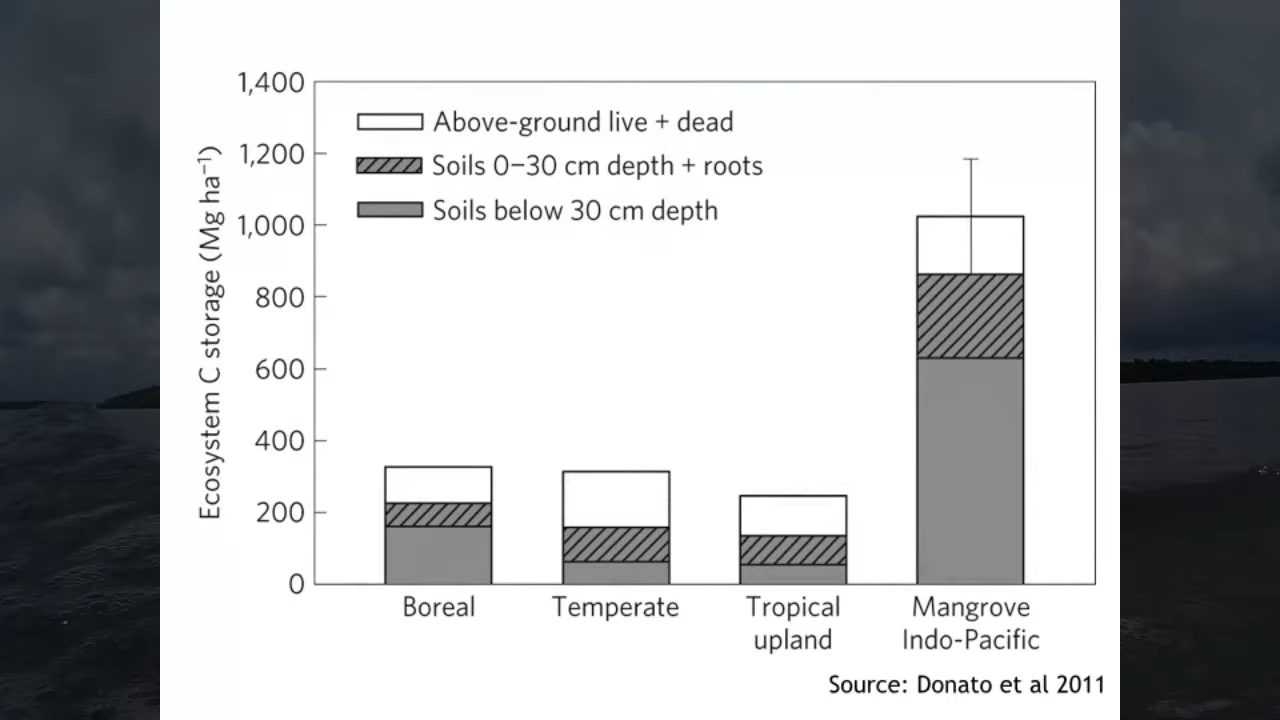 1,400
1,200
1,000
800
600
400
200
0
Ecosystem C storage (Mg ha⁻¹)
Above-ground live + dead
Soils 0–30 cm depth + roots
Soils below 30 cm depth
Boreal
Temperate
Tropical
upland
Mangrove
Indo-Pacific
Source: Donato et al 2011